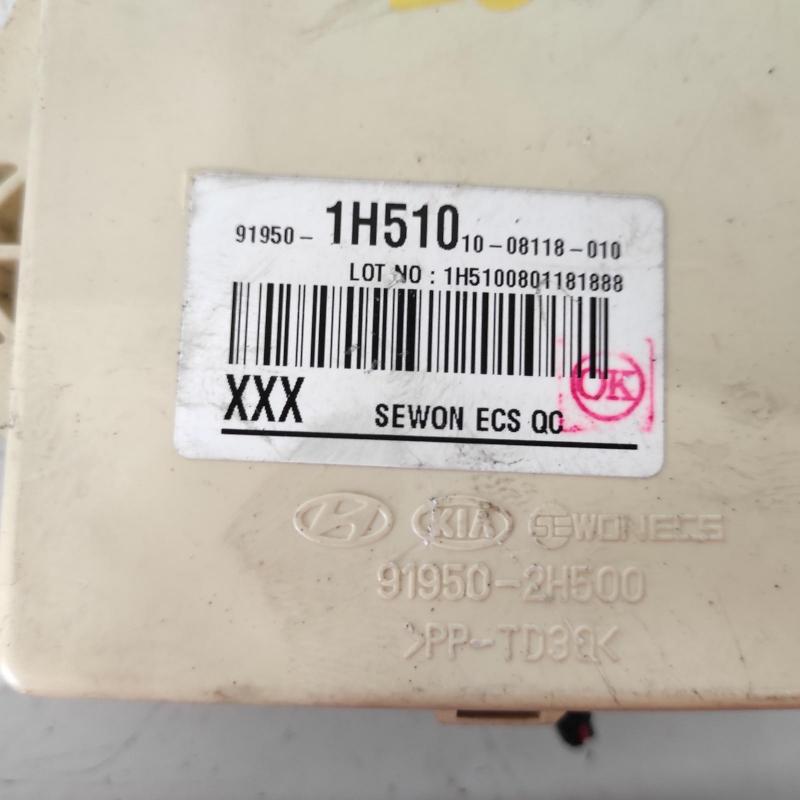 91950- 1H510 10-08118-010
LOT NO : 1H5100801181888
XXX SEWON ECS QC
OK
KIA SEWONECS
91950-2H500
>PP-TD30<